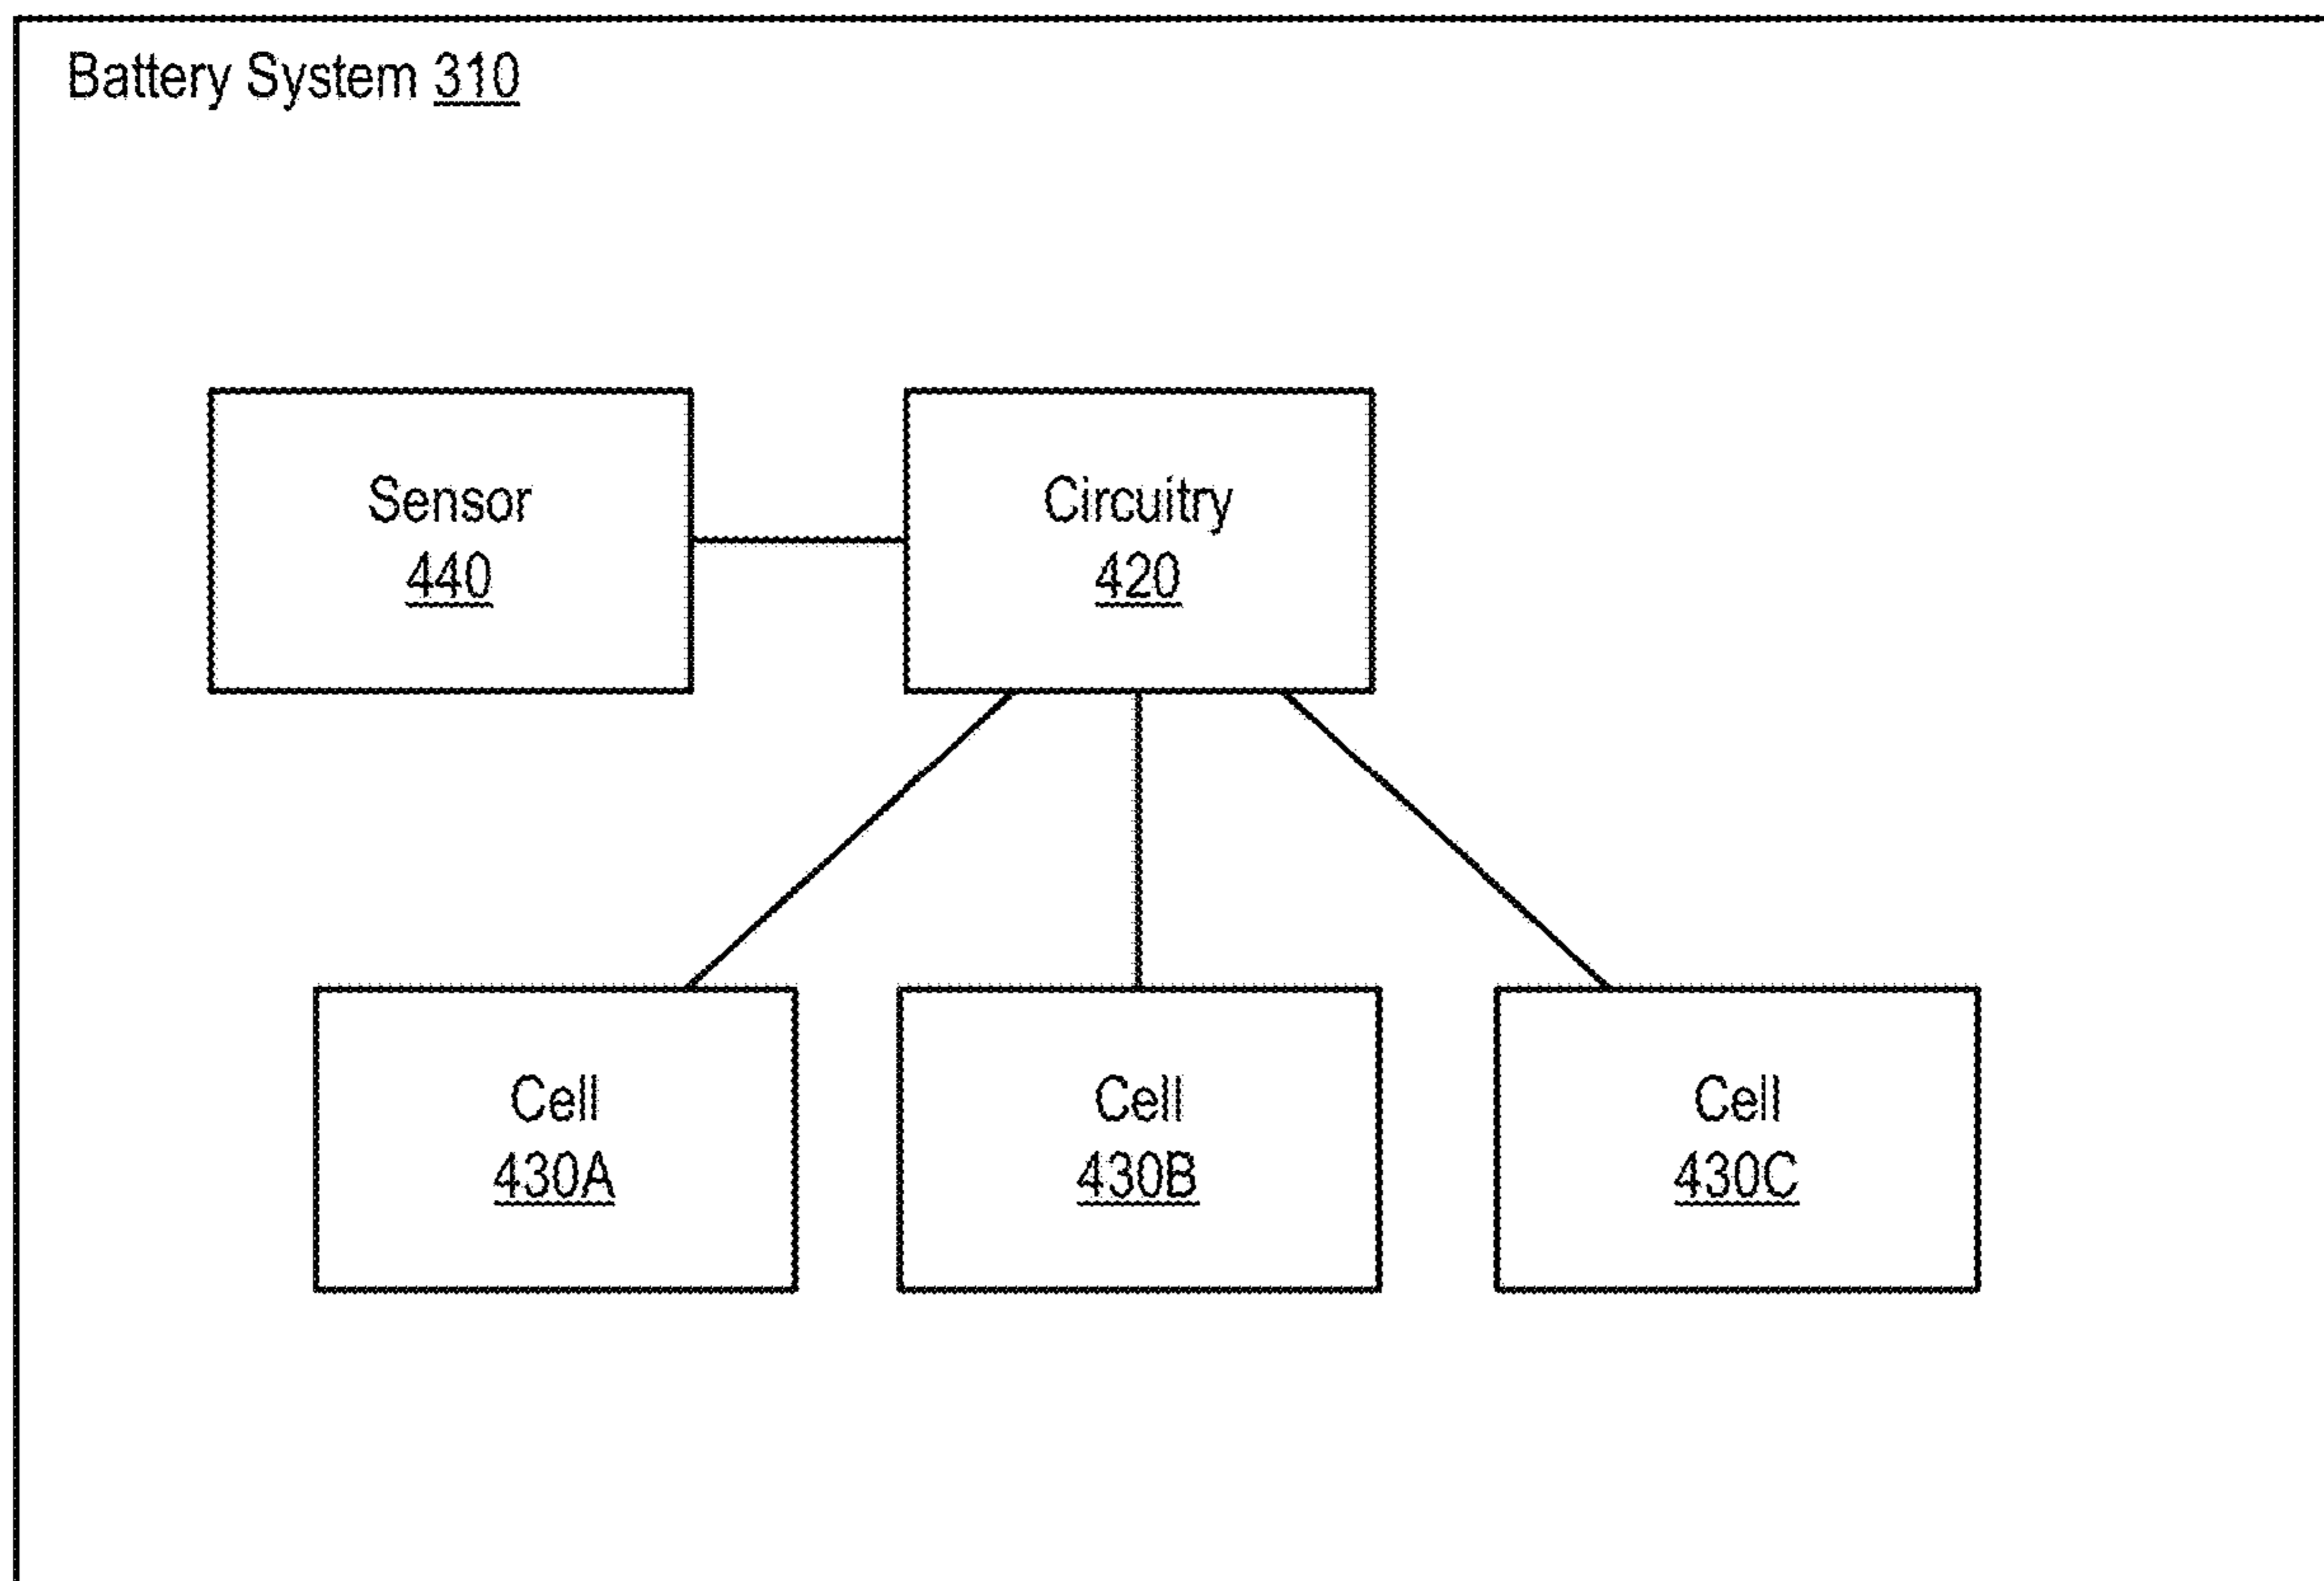 Battery System 310
Sensor
440
Circuitry
420
Cell
430A
Cell
430B
Cell
430C